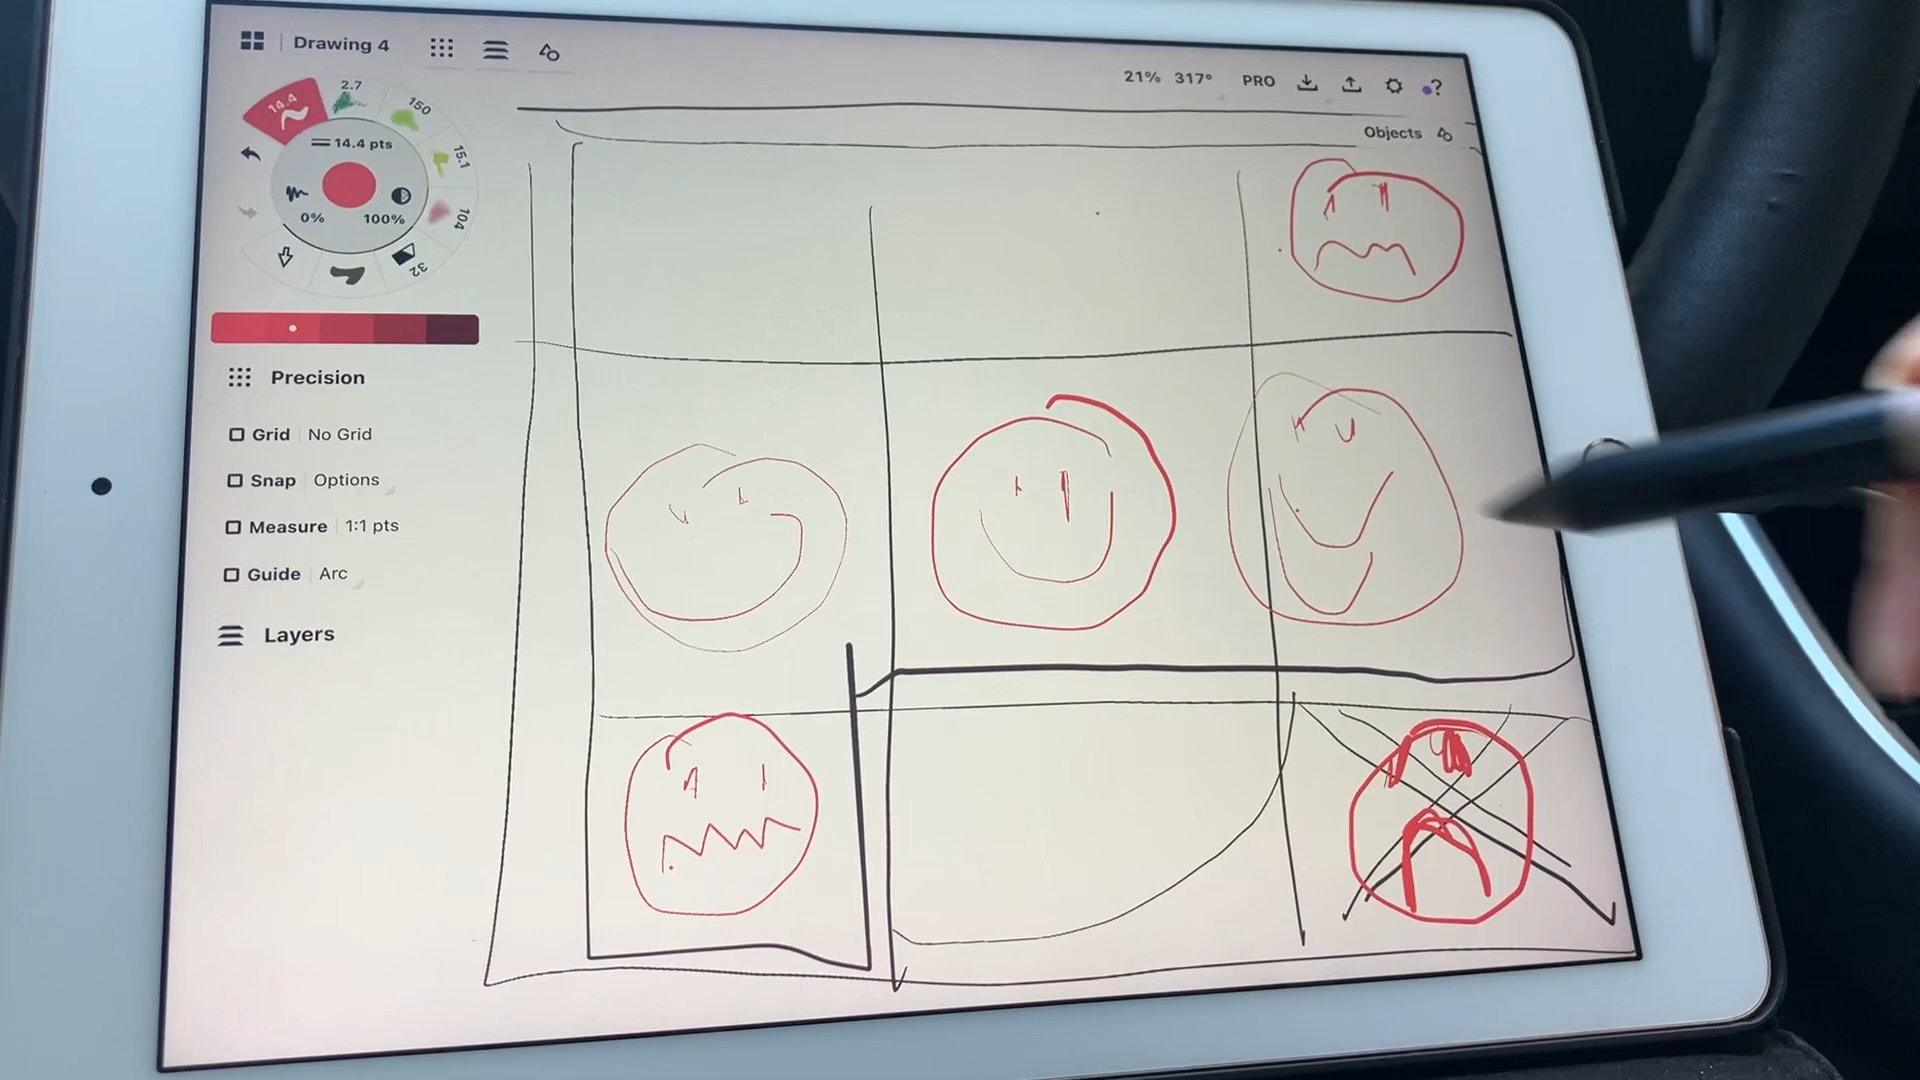 Drawing 4
21% 317° PRO ?
Objects
14.4
2.7
150
15.1
104
32
14.4 pts
0% 100%
Precision
Grid No Grid
Snap Options
Measure 1:1 pts
Guide Arc
Layers